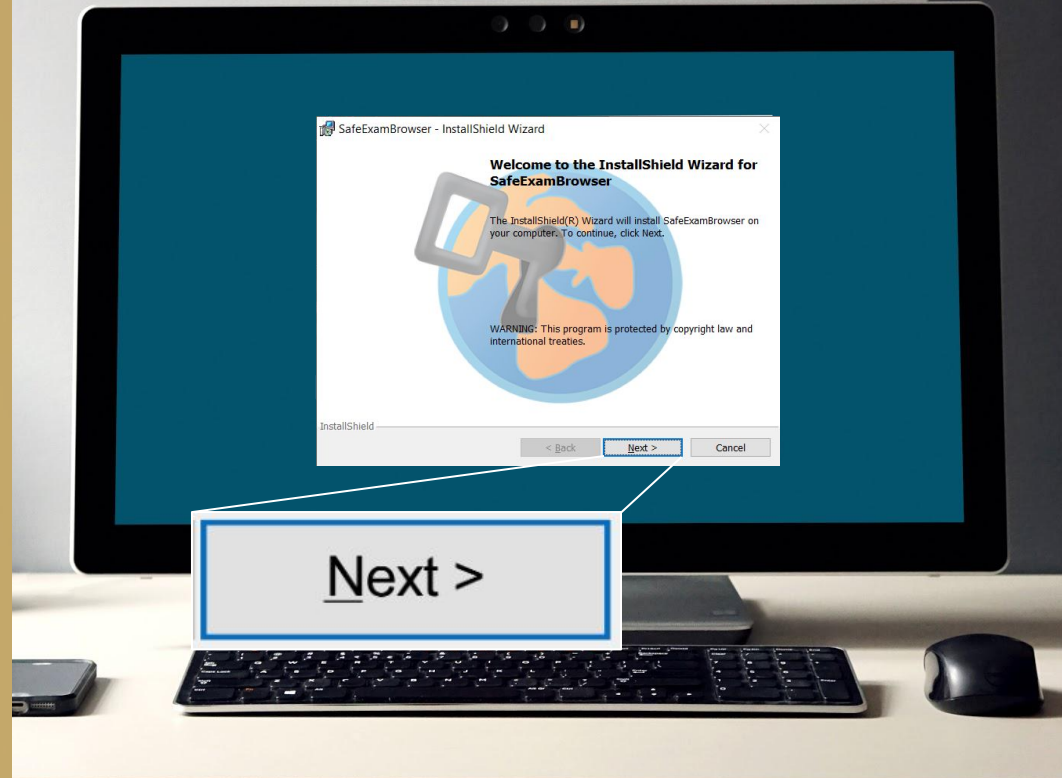 SafeExamBrowser - InstallShield Wizard
Welcome to the InstallShield Wizard for
SafeExamBrowser
The InstallShield(R) Wizard will install SafeExamBrowser on
your computer. To continue, click Next.
WARNING: This program is protected by copyright law and
international treaties.
InstallShield
< Back
Next >
Cancel
Next >